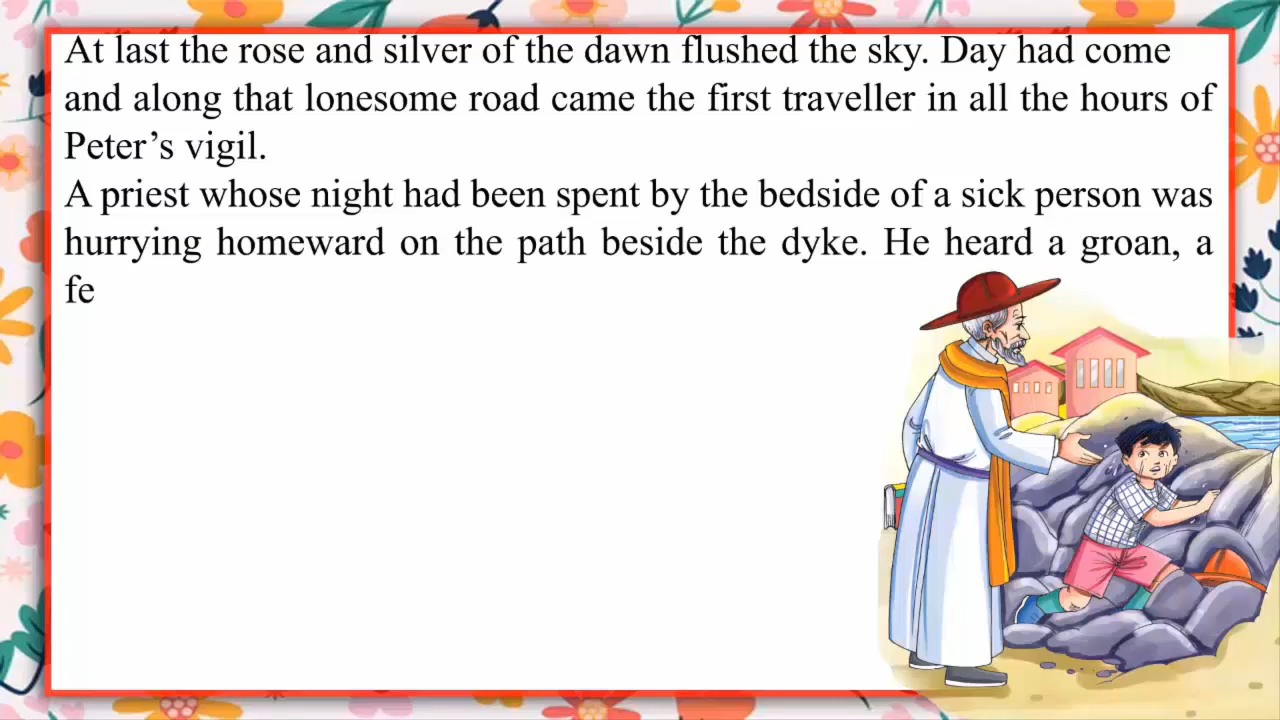 At last the rose and silver of the dawn flushed the sky. Day had come
and along that lonesome road came the first traveller in all the hours of
Peter’s vigil.
A priest whose night had been spent by the bedside of a sick person was
hurrying homeward on the path beside the dyke. He heard a groan, a
fe